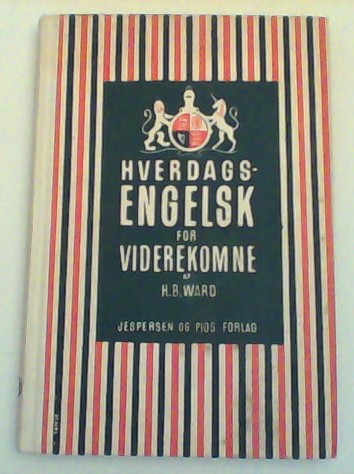 HVERDAGS-
ENGELSK
FOR
VIDEREKOMNE
AF
H.B. WARD
JESPERSEN OG PIOS FORLAG